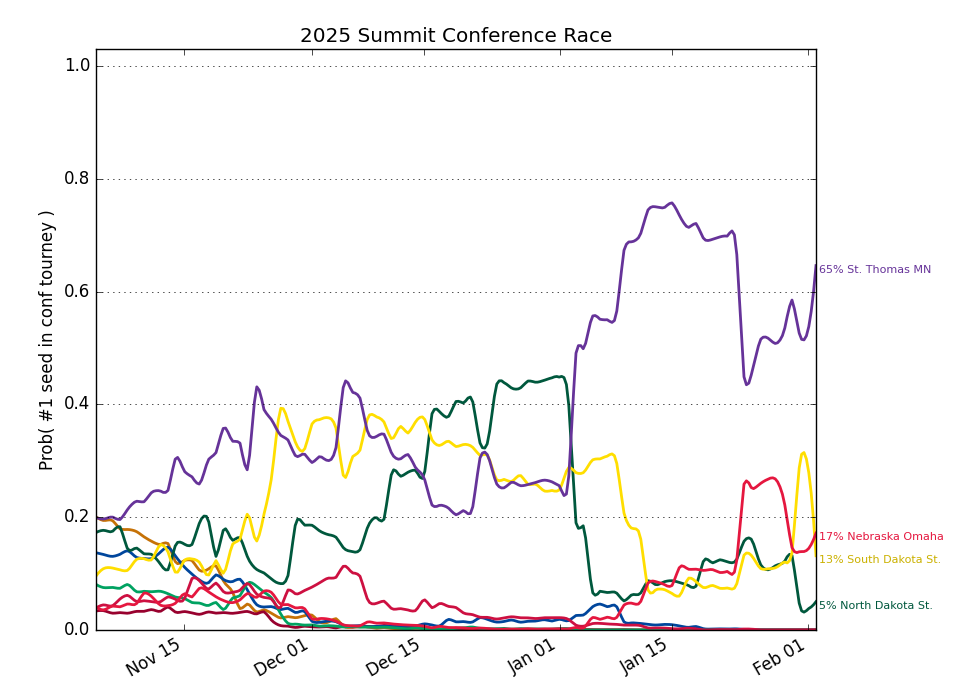 2025 Summit Conference Race
Prob( #1 seed in conf tourney )
1.0
0.8
0.6
0.4
0.2
0.0
65% St. Thomas MN
17% Nebraska Omaha
13% South Dakota St.
5% North Dakota St.
Nov 15
Dec 01
Dec 15
Jan 01
Jan 15
Feb 01